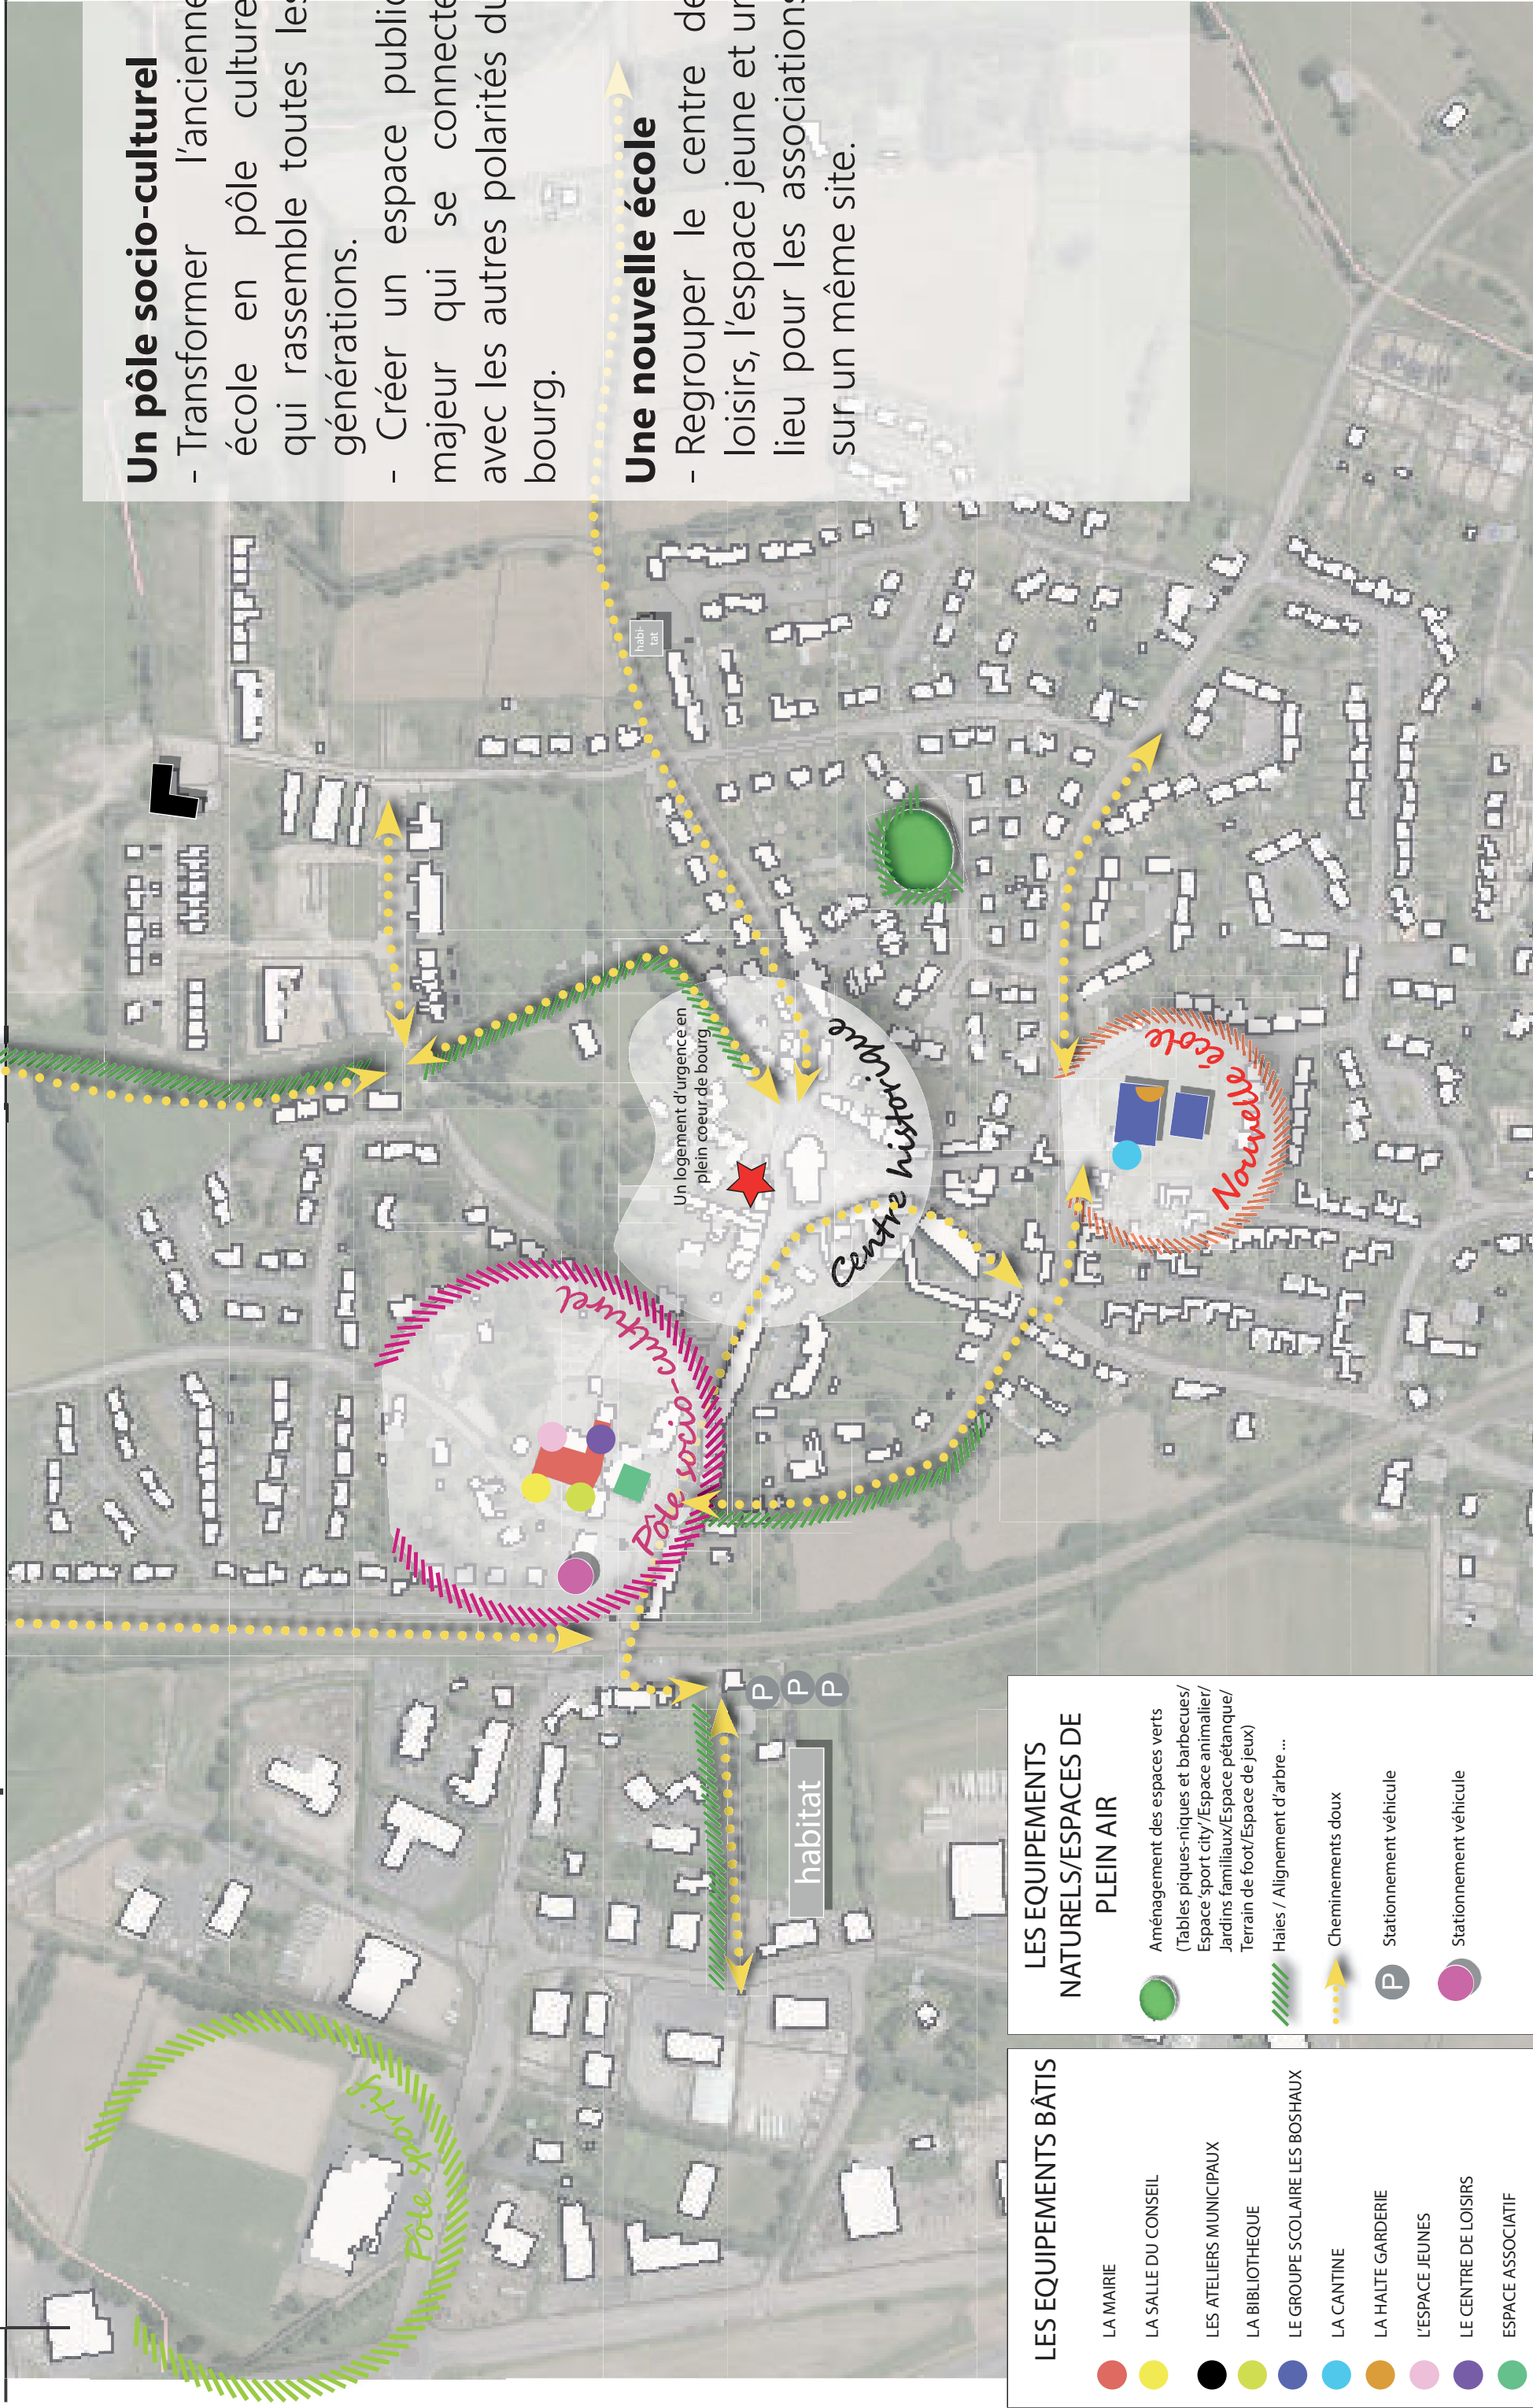 Un pôle socio-culturel
- Transformer l'ancienne
école en pôle culture
qui rassemble toutes les
générations.
- Créer un espace public
majeur qui se connecte
avec les autres polarités du
bourg.
Une nouvelle école
- Regrouper le centre de
loisirs, l'espace jeune et un
lieu pour les associations
sur un même site.
habi-
tat
Un logement d'urgence en
plein coeur de bourg
Centre historique
Nouvelle école
Pôle socio-culturel
Pôle sportif
P
P
P
habitat
LES EQUIPEMENTS BÂTIS
LA MAIRIE
LA SALLE DU CONSEIL
LES ATELIERS MUNICIPAUX
LA BIBLIOTHEQUE
LE GROUPE SCOLAIRE LES BOSHAUX
LA CANTINE
LA HALTE GARDERIE
L'ESPACE JEUNES
LE CENTRE DE LOISIRS
ESPACE ASSOCIATIF
LES EQUIPEMENTS
NATURELS/ESPACES DE
PLEIN AIR
Aménagement des espaces verts
(Tables piques-niques et barbecues/
Espace 'sport city'/Espace animalier/
Jardins familiaux/Espace pétanque/
Terrain de foot/Espace de jeux)
Haies / Alignement d'arbre ...
Cheminements doux
P
Stationnement véhicule
Stationnement véhicule